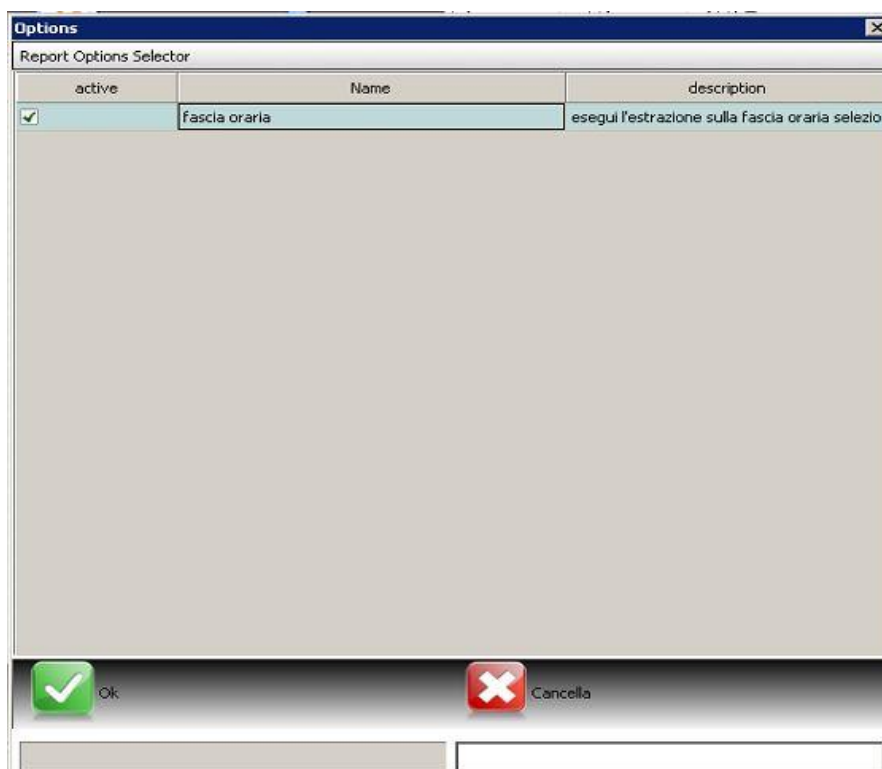 Options
Report Options Selector
active Name description
fascia oraria esegui l'estrazione sulla fascia oraria selezio
Ok Cancella